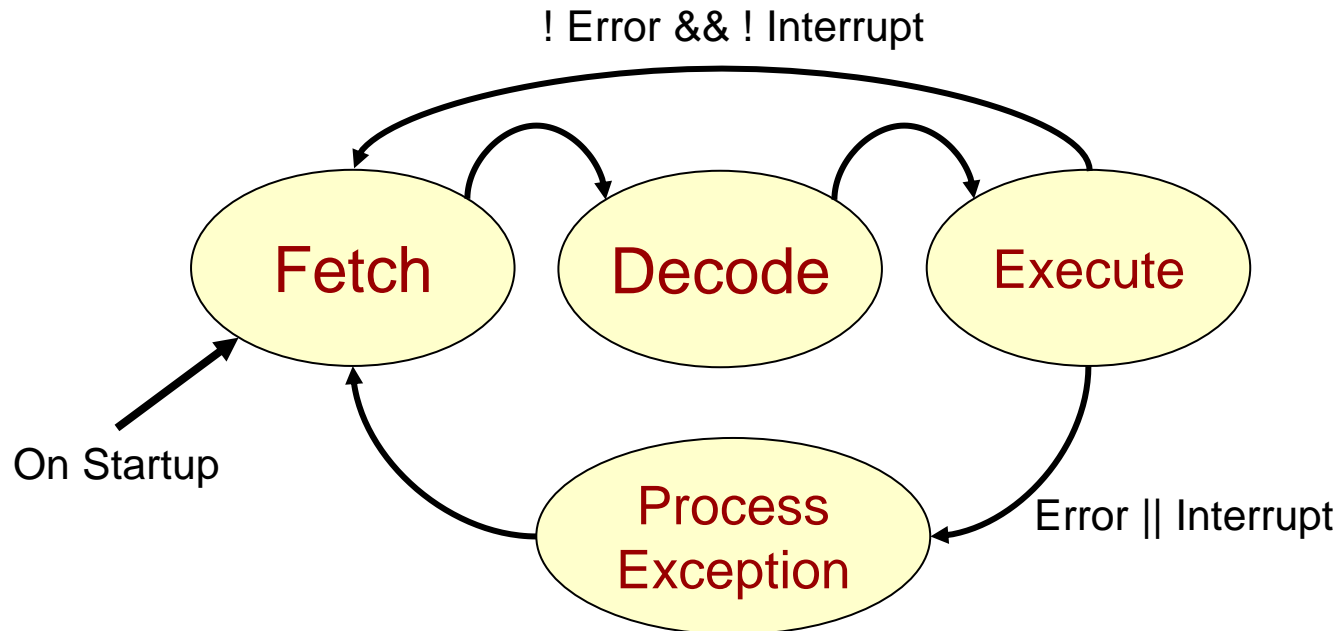 ! Error && ! Interrupt
Fetch
Decode
Execute
On Startup
Process
Exception
Error || Interrupt